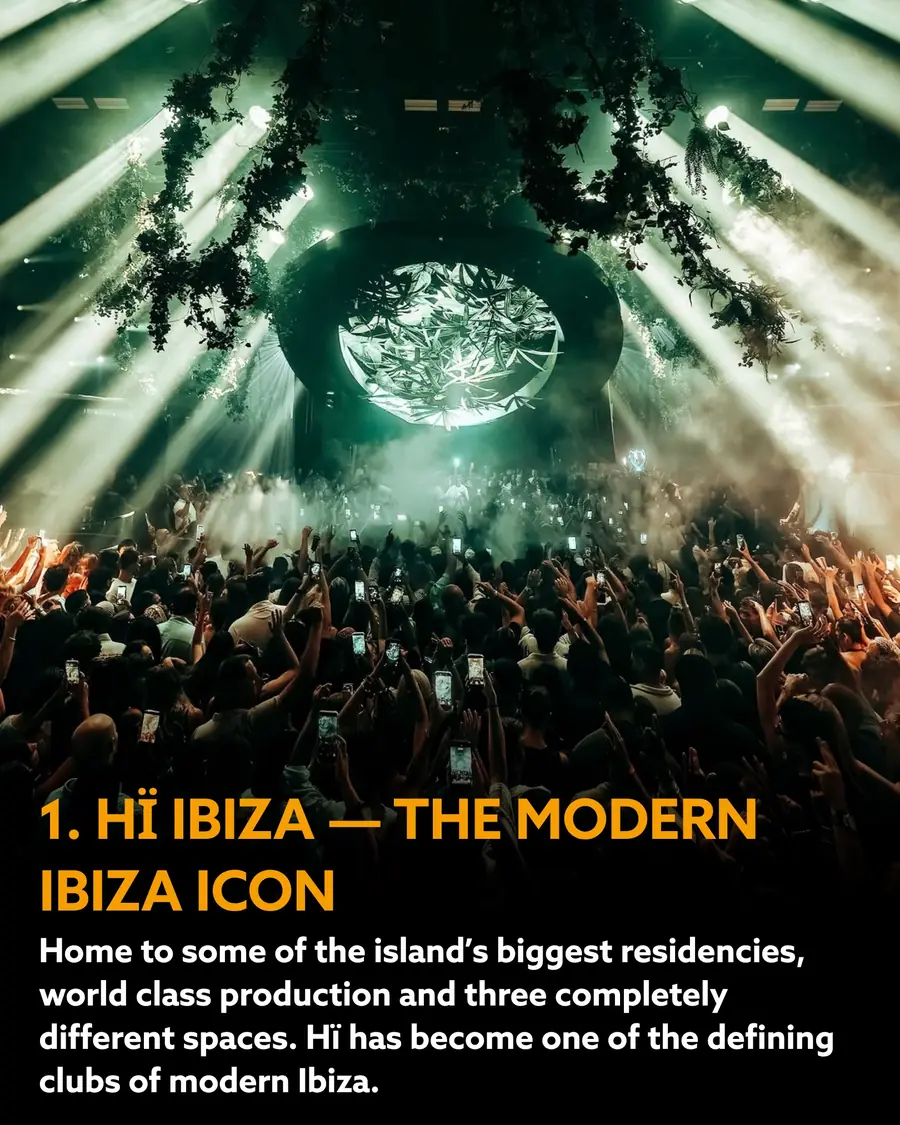 1. HÏ IBIZA — THE MODERN
IBIZA ICON
Home to some of the island’s biggest residencies,
world class production and three completely
different spaces. Hï has become one of the defining
clubs of modern Ibiza.